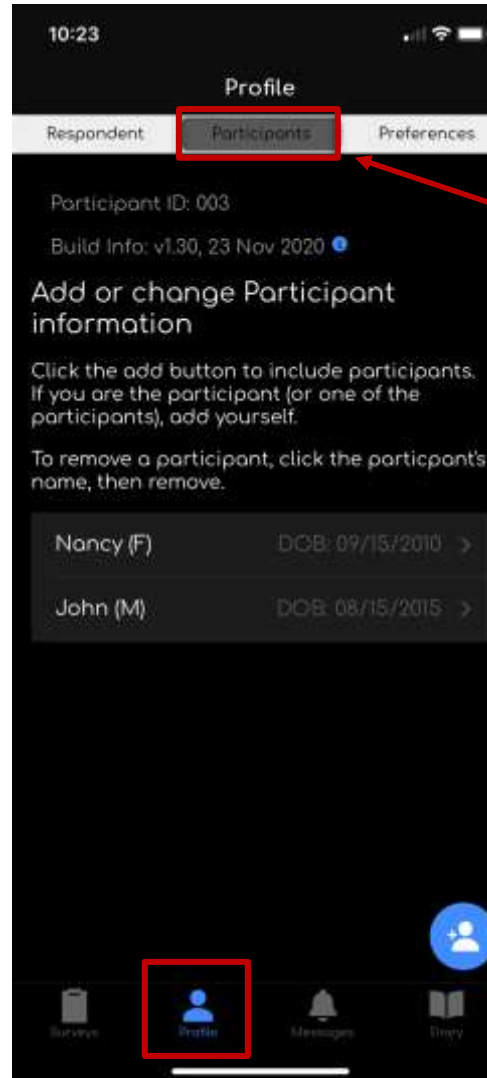 10:23
Profile
Respondent Participants Preferences
Participant ID: 003
Build Info: v1.30, 23 Nov 2020
Add or change Participant
information
Click the add button to include participants.
If you are the participant (or one of the
participants), add yourself.
To remove a participant, click the particpant's
name, then remove.
Nancy (F) DOB: 09/15/2010 >
John (M) DOB: 08/15/2015 >
Surveys Profile Messages Diary